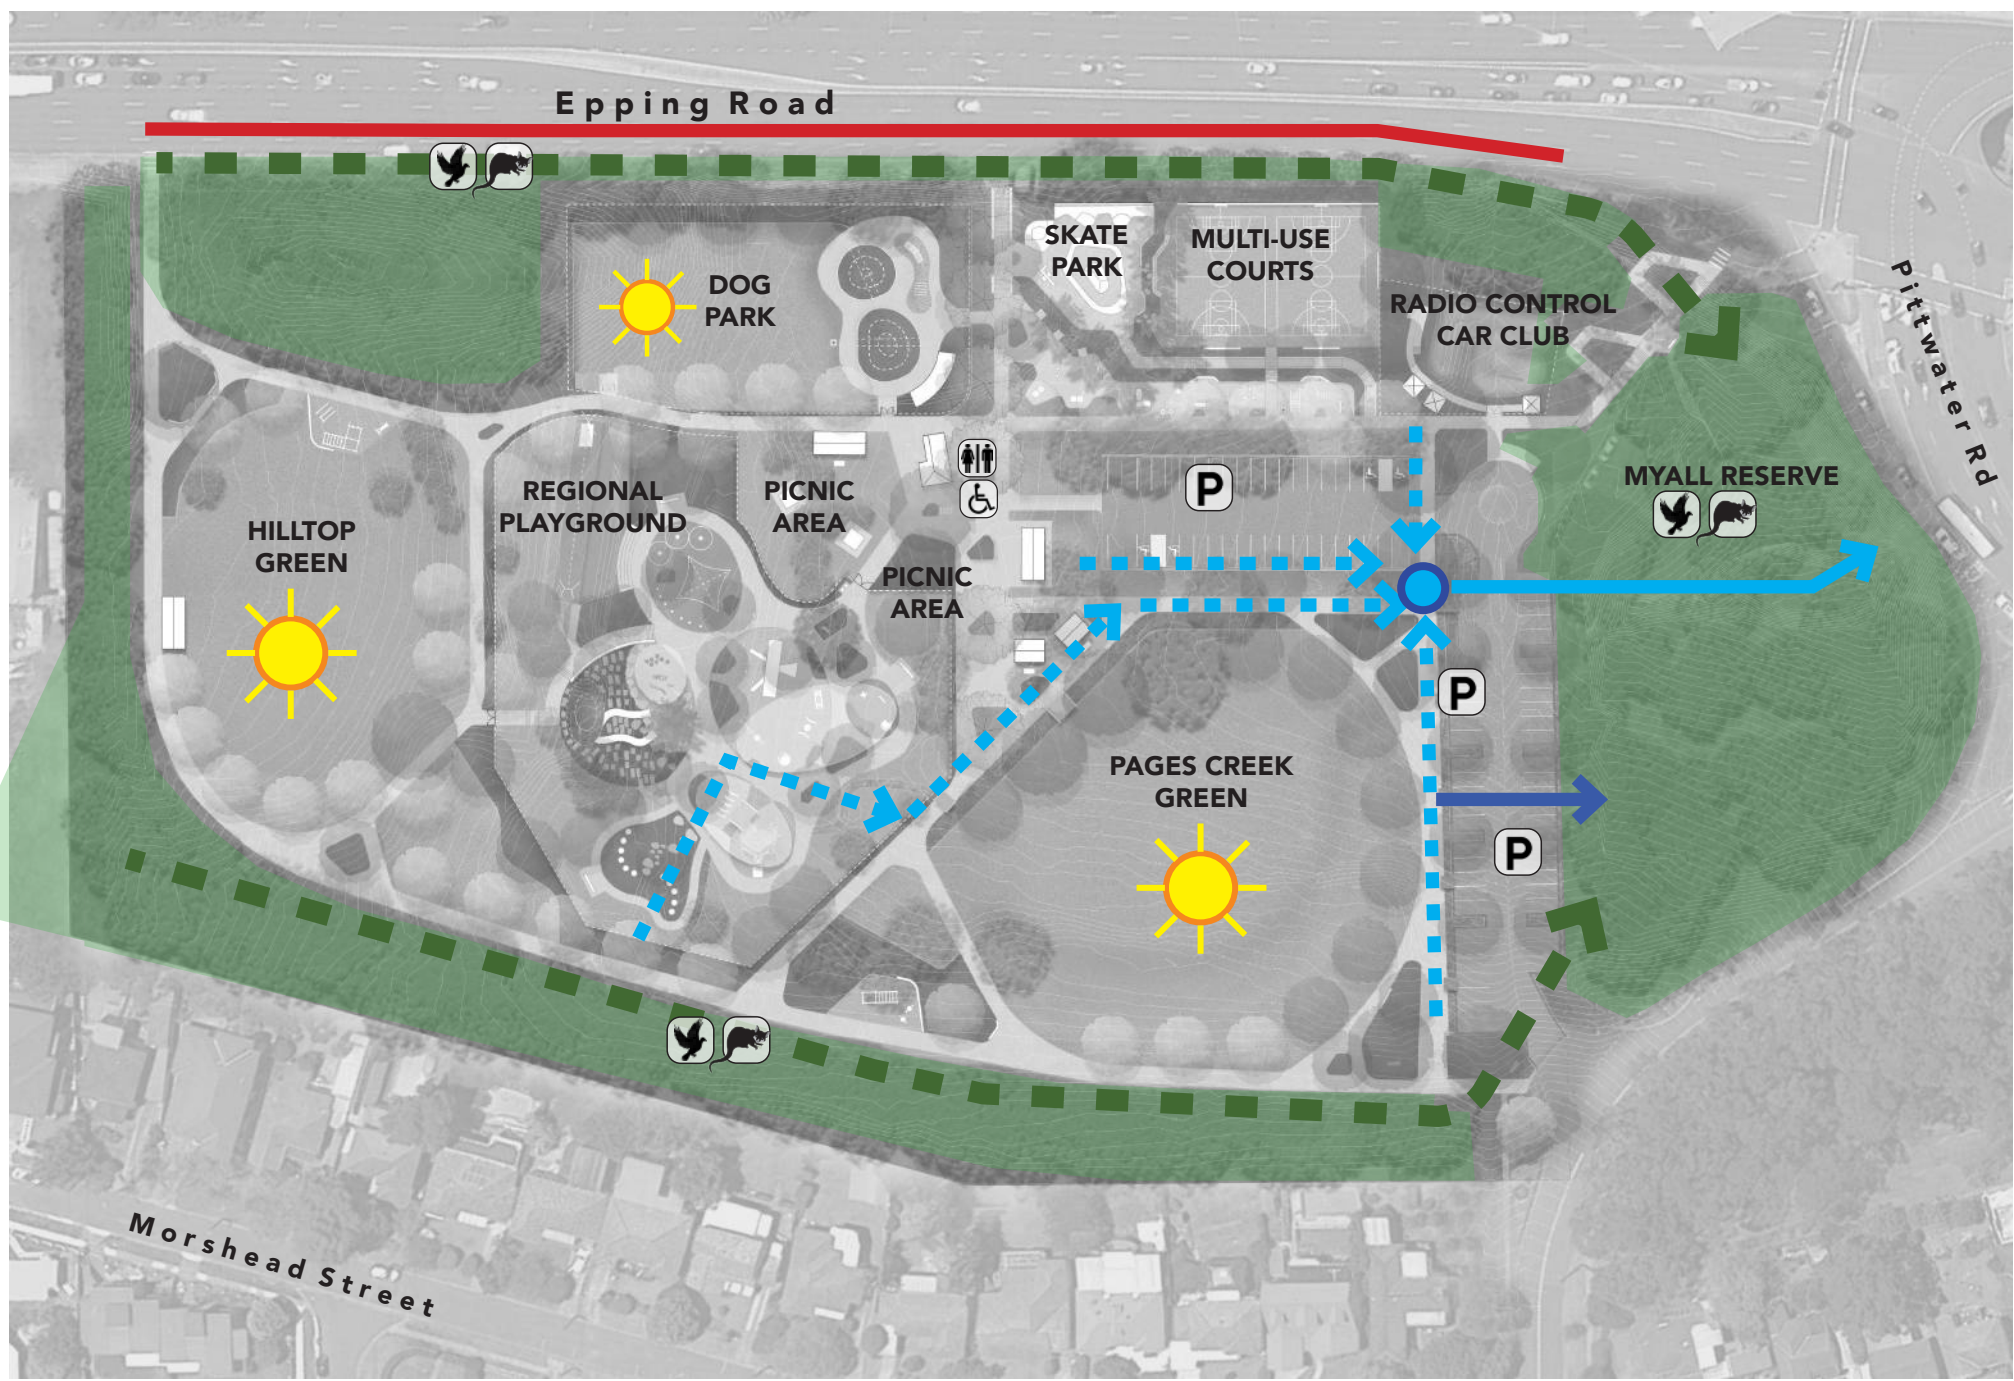 Epping Road
SKATE
PARK
MULTI-USE
COURTS
DOG
PARK
RADIO CONTROL
CAR CLUB
Pittwater Rd
REGIONAL
PLAYGROUND
PICNIC
AREA
P
MYALL RESERVE
HILLTOP
GREEN
PICNIC
AREA
P
PAGES CREEK
GREEN
P
Morshead Street